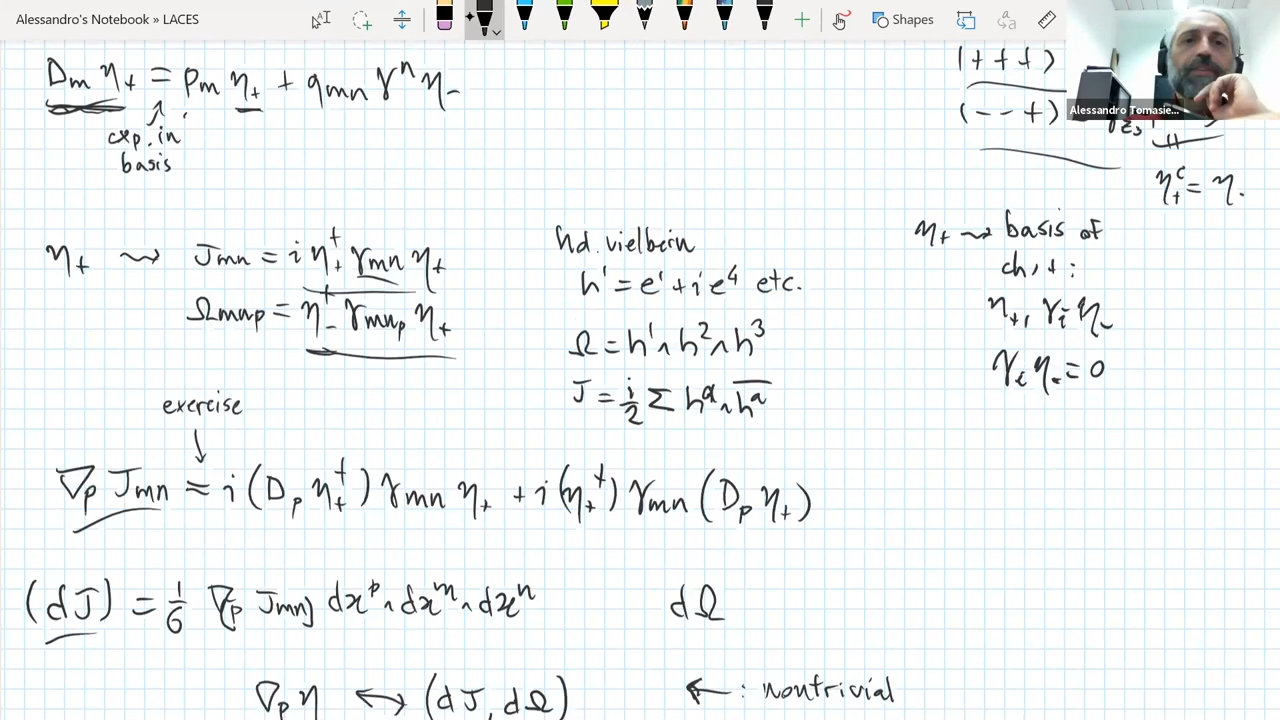 Alessandro's Notebook » LACES
Shapes
Alessandro Tomasie...
D_m η_+ = p_m η_+ + q_mn γ^n η_-
exp. in
basis
(+++)
(--+)
η_+^c = η_-
η_+ ⇝ J_mn = i η_+^† γ_mn η_+
Ω_mnp = η_-^† γ_mnp η_+
hol. vielbein
h^1 = e^1 + i e^4 etc.
Ω = h^1 ∧ h^2 ∧ h^3
J = i/2 Σ h^a ∧ \overline{h^a}
η_+ ⇝ basis of
ch. + :
η_+, γ_ī η_-
γ_i η_- = 0
exercise
∇_p J_mn = i (D_p η_+^†) γ_mn η_+ + i (η_+^†) γ_mn (D_p η_+)
(dJ) = 1/6 ∇_[p J_mn] dx^p ∧ dx^m ∧ dx^n
dΩ
∇_p η ↔ (dJ, dΩ)
← : nontrivial